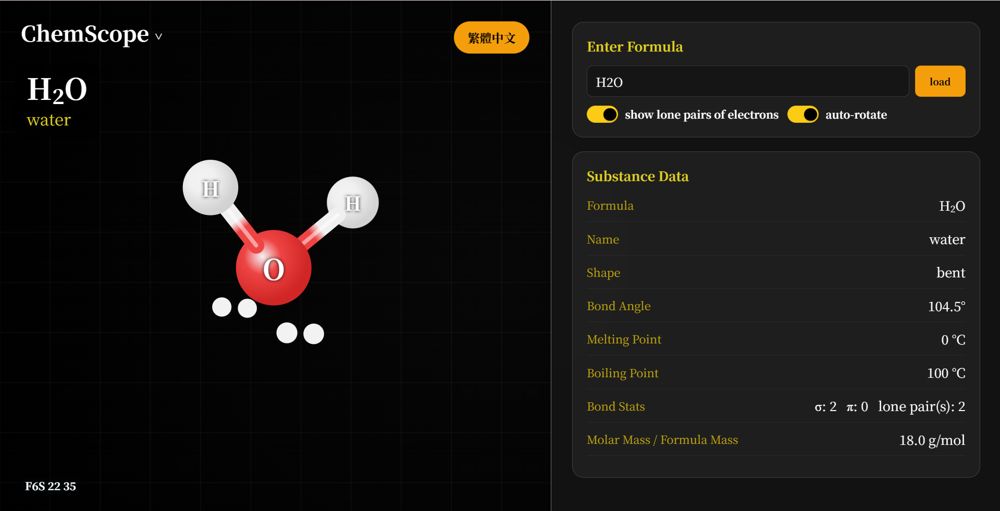 ChemScope
繁體中文
H₂O
water
H
H
O
F6S 22 35
Enter Formula
H2O
load
show lone pairs of electrons
auto-rotate
Substance Data
Formula H₂O
Name water
Shape bent
Bond Angle 104.5°
Melting Point 0 °C
Boiling Point 100 °C
Bond Stats σ: 2 π: 0 lone pair(s): 2
Molar Mass / Formula Mass 18.0 g/mol